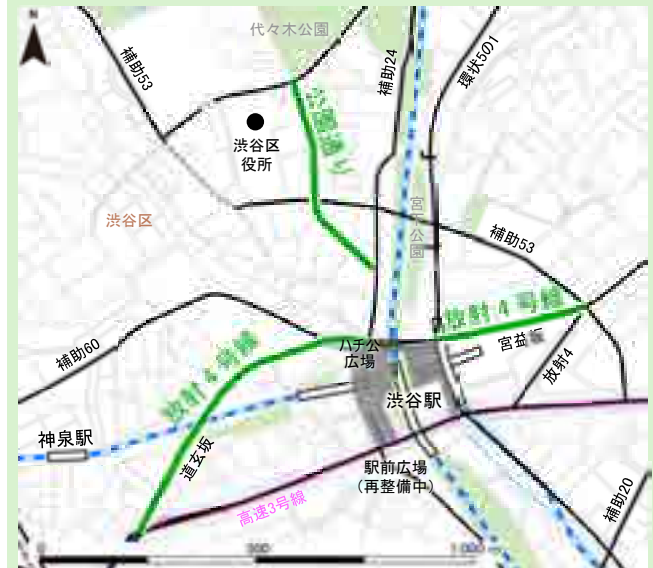 N
代々木公園
補助53
補助24
環状5の1
公園通り
渋谷区
役所
渋谷区
宮下公園
補助53
放射4号線
ハチ公
広場
宮益坂
補助60
放射4号線
放射4
渋谷駅
神泉駅
道玄坂
駅前広場
(再整備中)
高速3号線
補助20
0
500
1,000